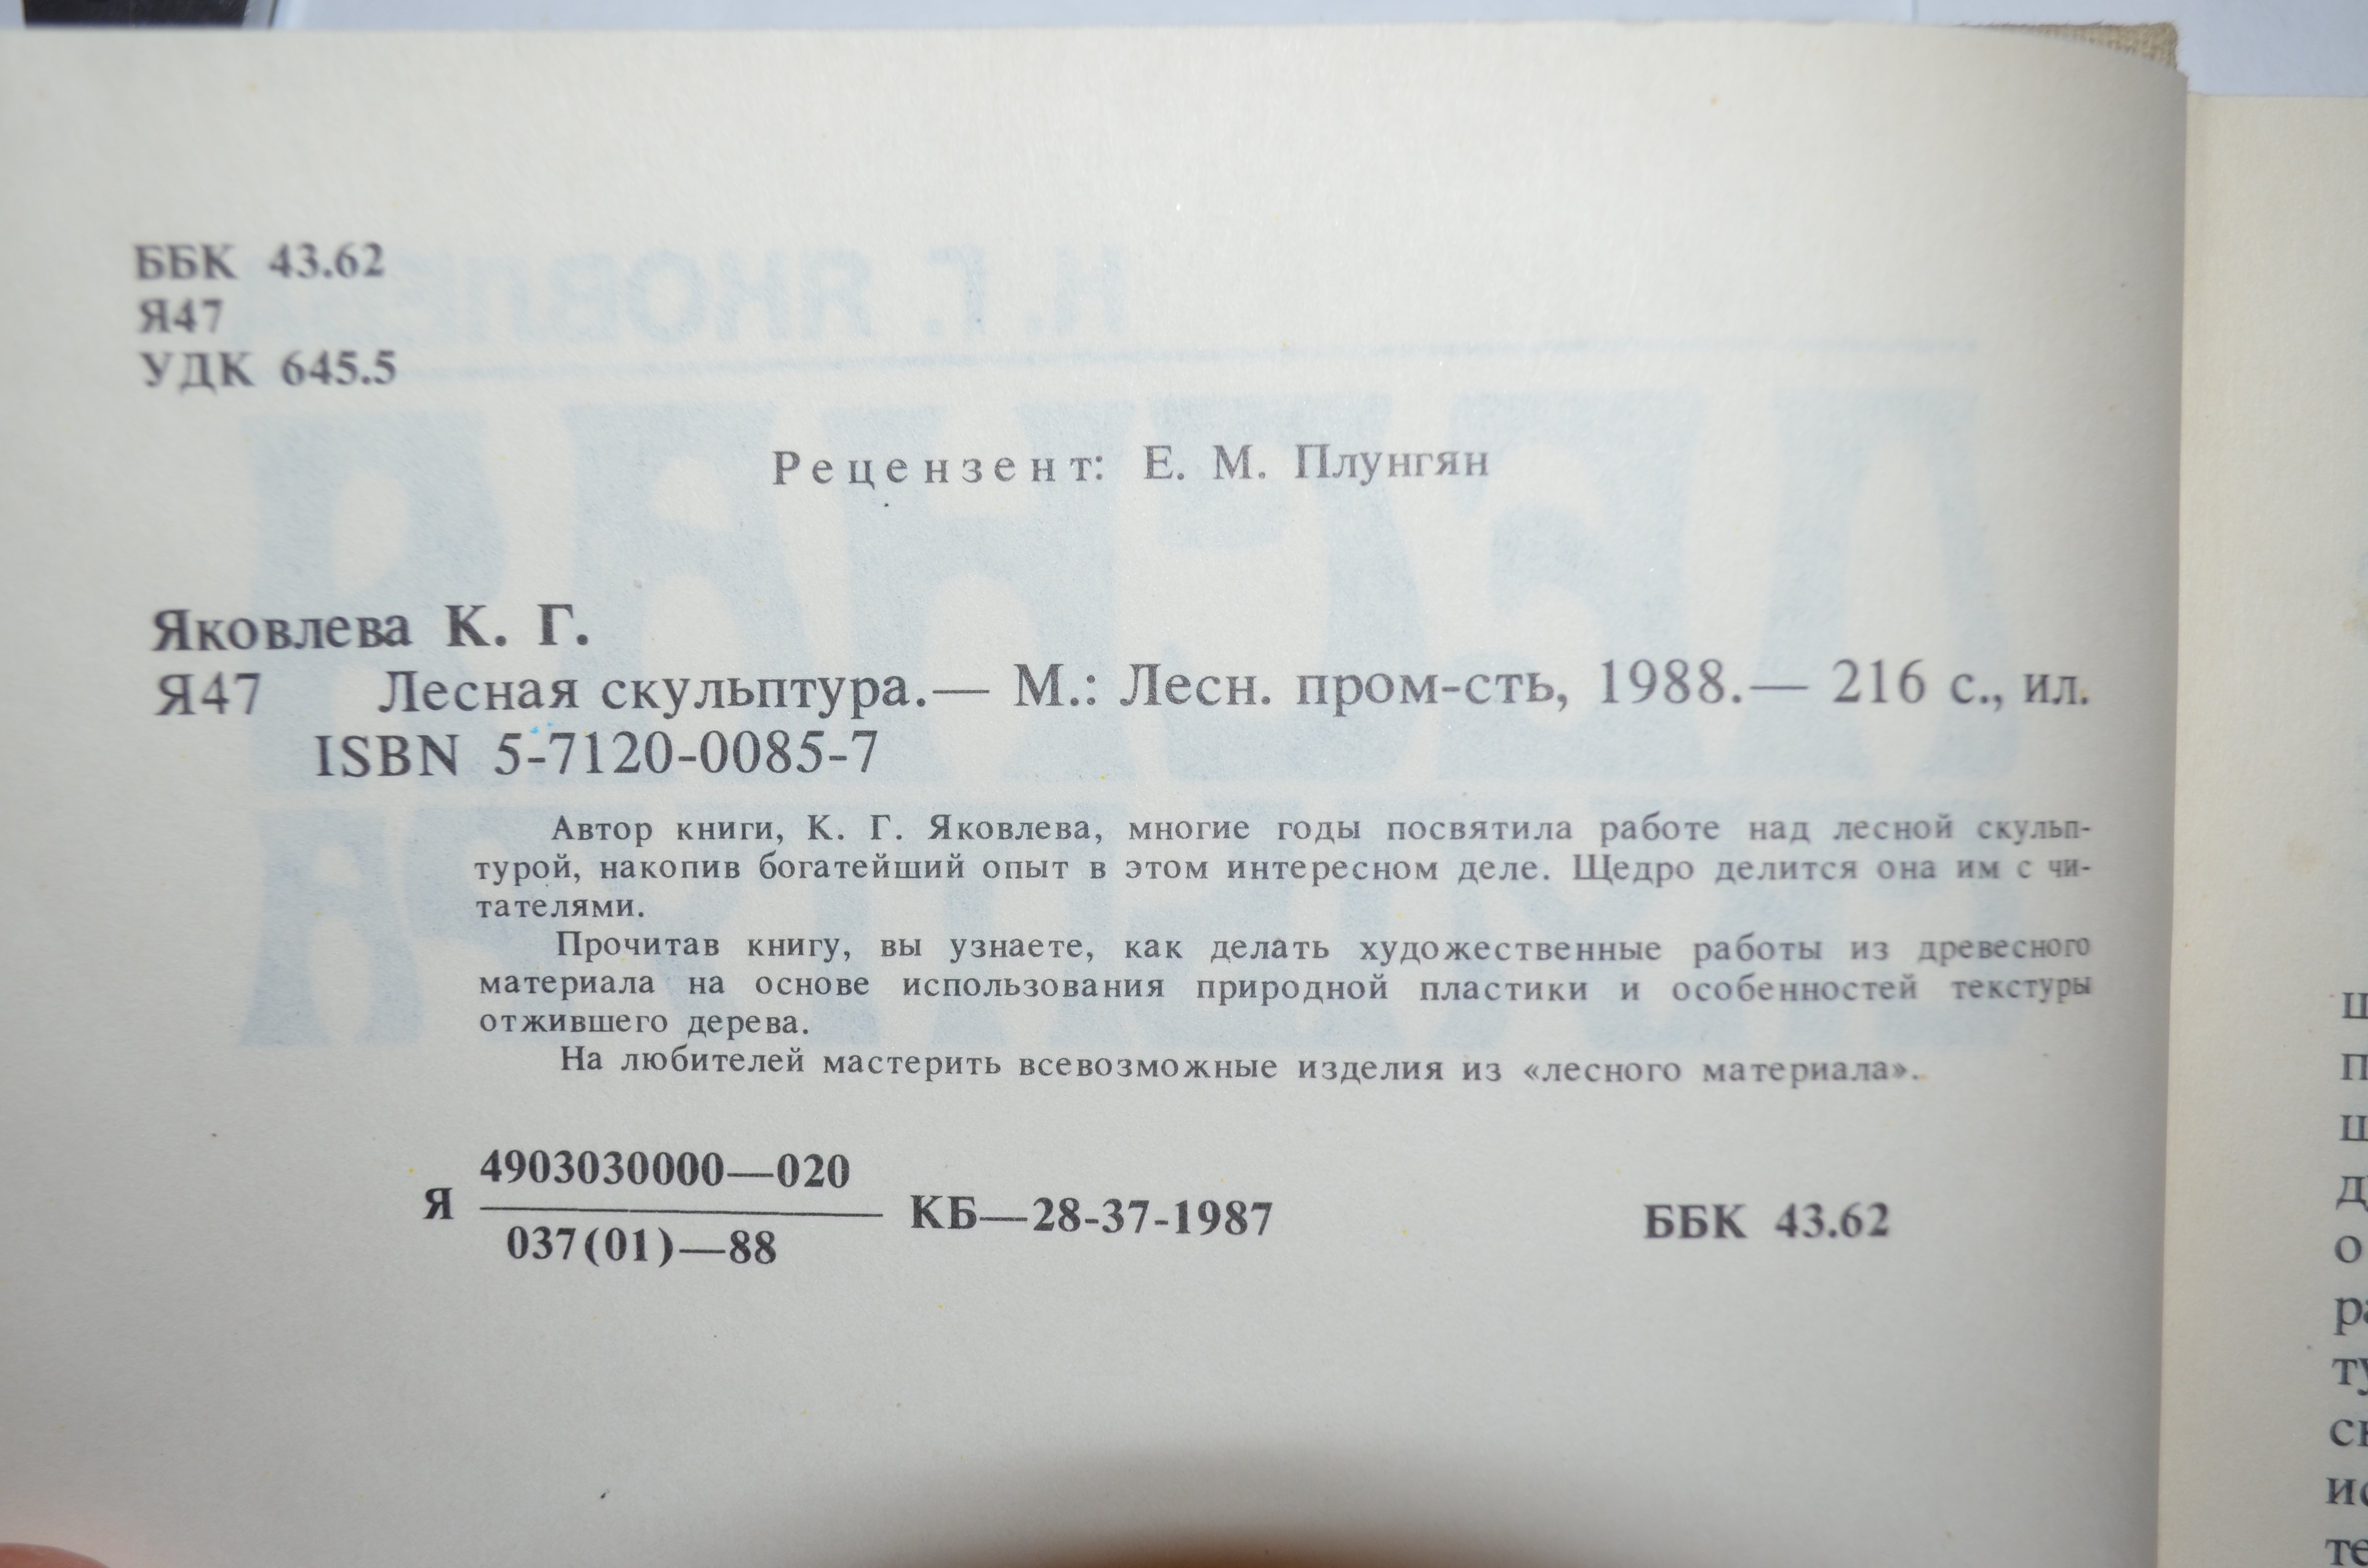 ББК 43.62
Я47
УДК 645.5
Рецензент: Е. М. Плунгян
Яковлева К. Г.
Я47 Лесная скульптура.— М.: Лесн. пром-сть, 1988.— 216 с., ил.
ISBN 5-7120-0085-7
Автор книги, К. Г. Яковлева, многие годы посвятила работе над лесной скульп-
турой, накопив богатейший опыт в этом интересном деле. Щедро делится она им с чи-
тателями.
Прочитав книгу, вы узнаете, как делать художественные работы из древесного
материала на основе использования природной пластики и особенностей текстуры
отжившего дерева.
На любителей мастерить всевозможные изделия из «лесного материала».
4903030000—020
Я КБ—28-37-1987 ББК 43.62
037(01)—88